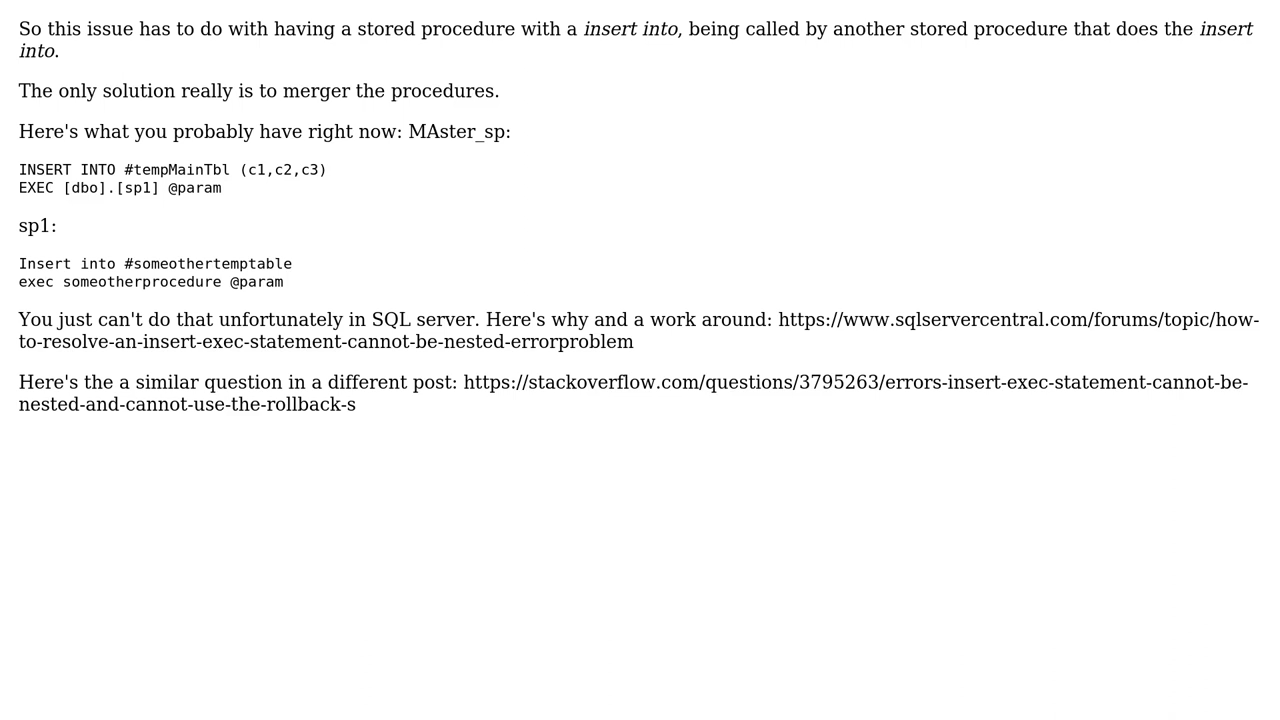 So this issue has to do with having a stored procedure with a insert into, being called by another stored procedure that does the insert
into.
The only solution really is to merger the procedures.
Here's what you probably have right now: MAster_sp:
INSERT INTO #tempMainTbl (c1,c2,c3)
EXEC [dbo].[sp1] @param
sp1:
Insert into #someothertemptable
exec someotherprocedure @param
You just can't do that unfortunately in SQL server. Here's why and a work around: https://www.sqlservercentral.com/forums/topic/how-
to-resolve-an-insert-exec-statement-cannot-be-nested-errorproblem
Here's the a similar question in a different post: https://stackoverflow.com/questions/3795263/errors-insert-exec-statement-cannot-be-
nested-and-cannot-use-the-rollback-s